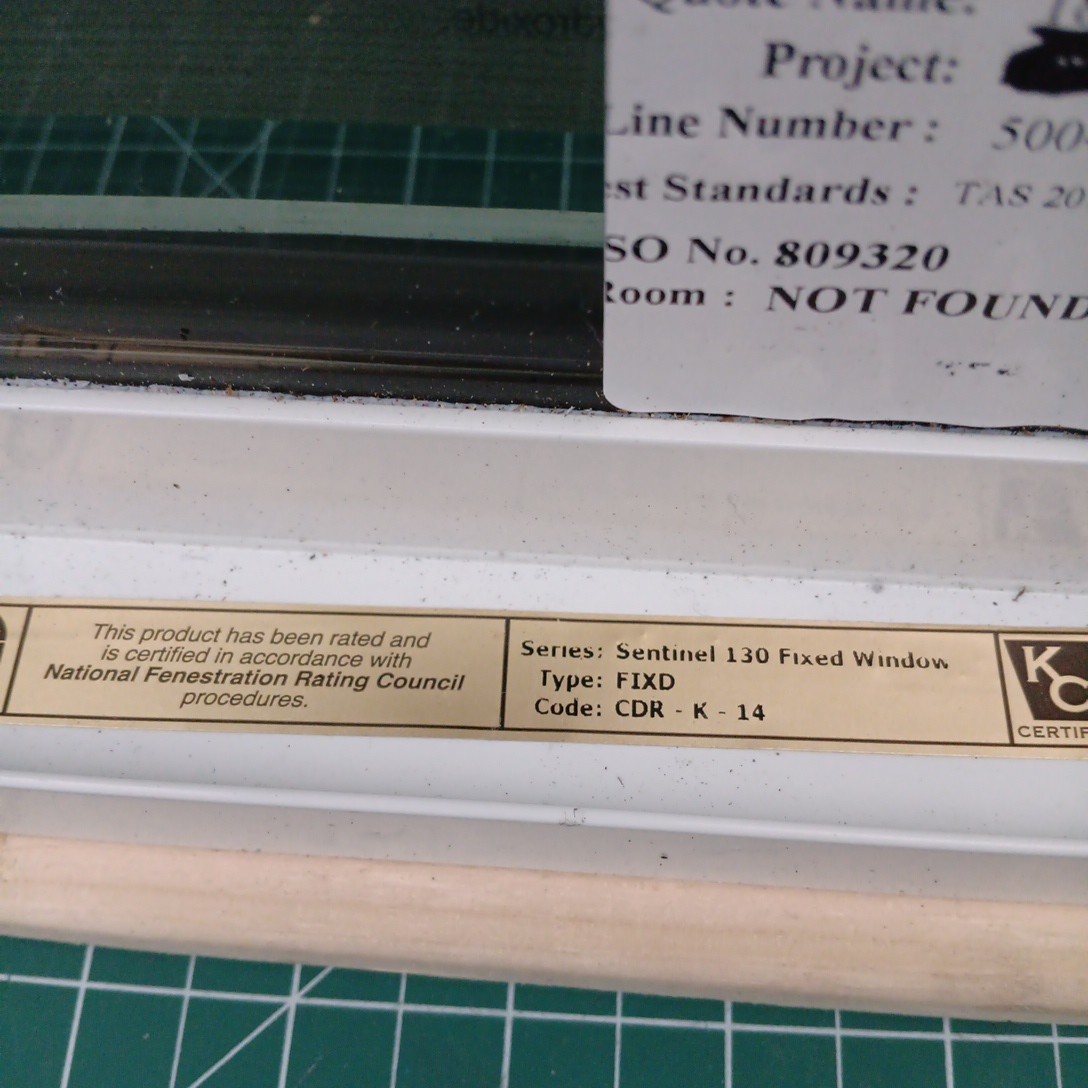 Quote Name:
Project:
Line Number : 500
st Standards : TAS 20
SO No. 809320
Room : NOT FOUND
This product has been rated and
is certified in accordance with
National Fenestration Rating Council
procedures.
Series: Sentinel 130 Fixed Window
Type: FIXD
Code: CDR - K - 14
KC
CERTIF